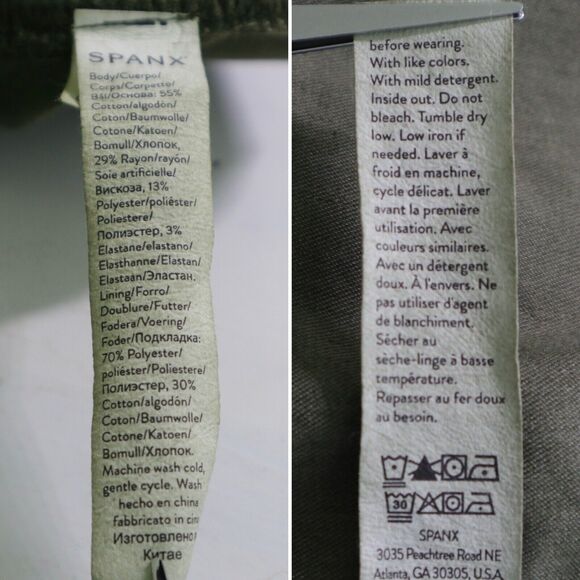 SPANX
Body/Cuerpo/
Corps/Corpetto/
Bal/Основа: 55%
Cotton/algodón/
Coton/Baumwolle/
Cotone/Katoen/
Bomull/Хлопок,
29% Rayon/rayón/
Soie artificielle/
Вискоза, 13%
Polyester/poliéster/
Poliestere/
Полиэстер, 3%
Elastane/elastano/
Elasthanne/Elastan/
Elastaan/Эластан.
Lining/Forro/
Doublure/Futter/
Fodera/Voering/
Foder/Подкладка:
70% Polyester/
poliéster/Poliestere/
Полиэстер, 30%
Cotton/algodón/
Coton/Baumwolle/
Cotone/Katoen/
Bomull/Хлопок.
Machine wash cold,
gentle cycle. Wash
hecho en china
fabbricato in cina
Изготовлено
Китае
before wearing.
With like colors.
With mild detergent.
Inside out. Do not
bleach. Tumble dry
low. Low iron if
needed. Laver à
froid en machine,
cycle délicat. Laver
avant la première
utilisation. Avec
couleurs similaires.
Avec un détergent
doux. À l'envers. Ne
pas utiliser d'agent
de blanchiment.
Sécher au
sèche-linge à basse
température.
Repasser au fer doux
au besoin.
30
SPANX
3035 Peachtree Road NE
Atlanta, GA 30305, U.S.A